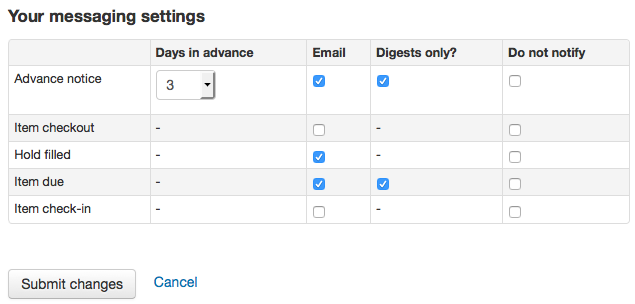 Your messaging settings
Days in advance Email Digests only? Do not notify
Advance notice 3
Item checkout - -
Hold filled - -
Item due -
Item check-in - -
Submit changes Cancel